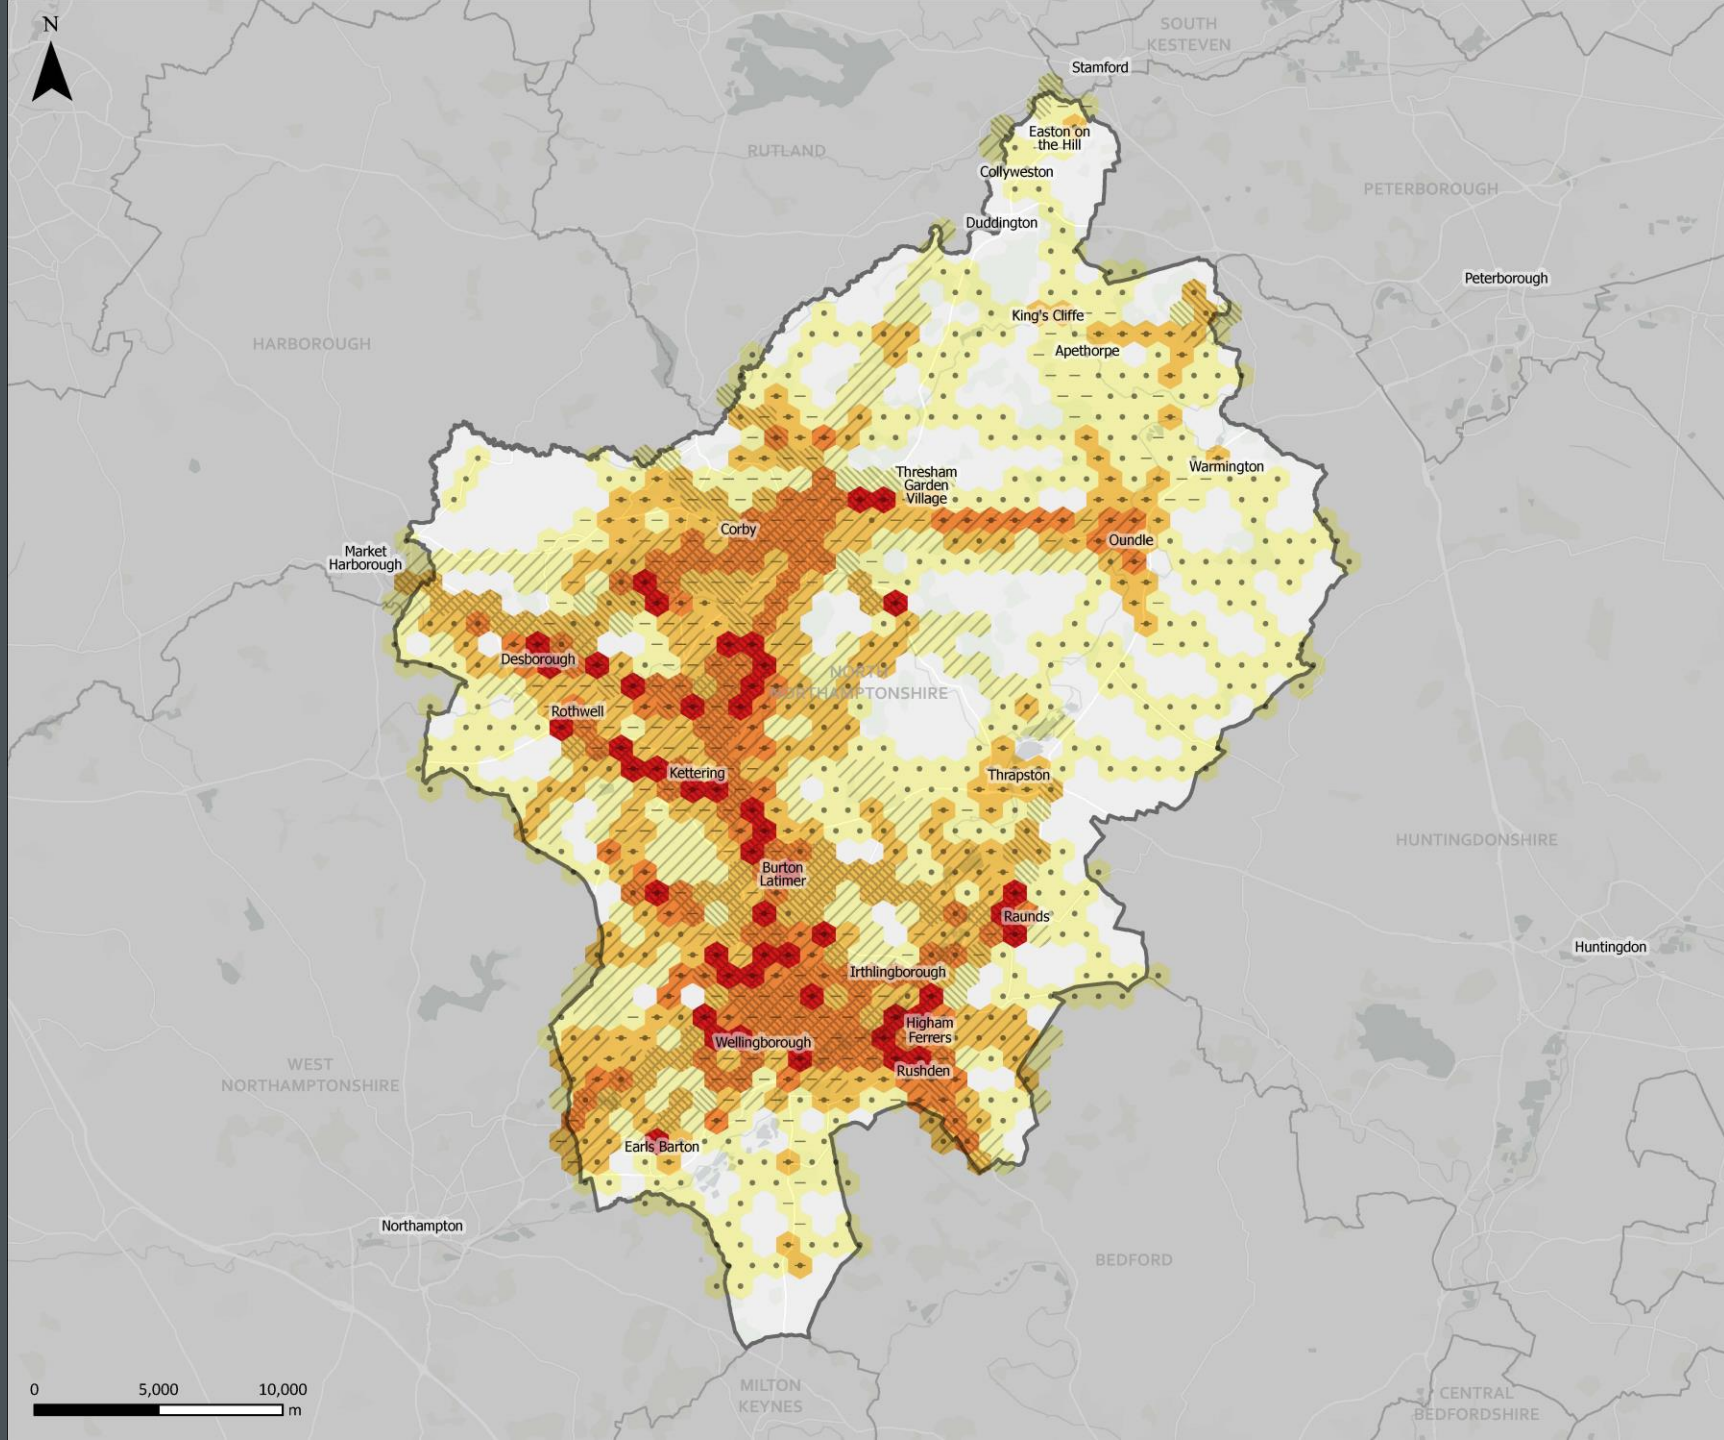 N
SOUTH
KESTEVEN
Stamford
Easton on
the Hill
RUTLAND
Collyweston
PETERBOROUGH
Duddington
Peterborough
King's Cliffe
HARBOROUGH
Apethorpe
Warmington
Thresham
Garden
Village
Corby
Oundle
Market
Harborough
Desborough
NORTH
NORTHAMPTONSHIRE
Rothwell
Kettering
Thrapston
HUNTINGDONSHIRE
Burton
Latimer
Raunds
Huntingdon
Irthlingborough
Higham
Ferrers
Wellingborough
WEST
NORTHAMPTONSHIRE
Rushden
Earls Barton
Northampton
BEDFORD
MILTON
KEYNES
CENTRAL
BEDFORDSHIRE
0 5,000 10,000
m